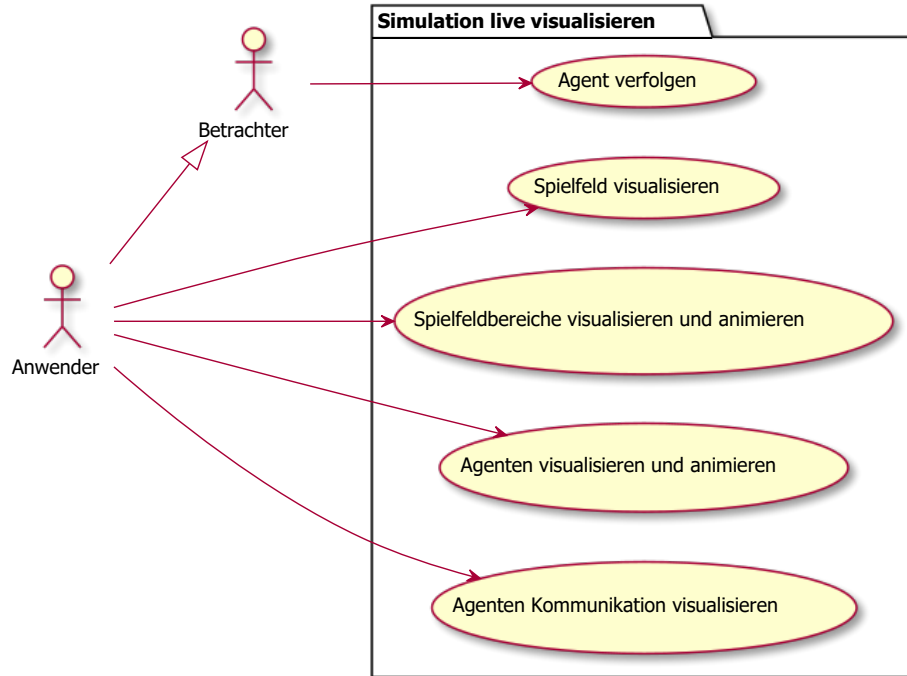 Simulation live visualisieren
Betrachter
Agent verfolgen
Spielfeld visualisieren
Anwender
Spielfeldbereiche visualisieren und animieren
Agenten visualisieren und animieren
Agenten Kommunikation visualisieren